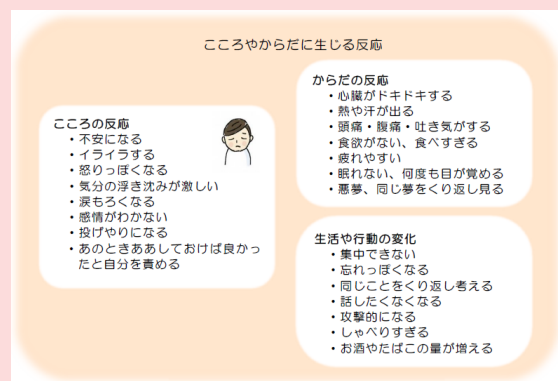 こころやからだに生じる反応
こころの反応
・不安になる
・イライラする
・怒りっぽくなる
・気分の浮き沈みが激しい
・涙もろくなる
・感情がわかない
・投げやりになる
・あのときああしておけば良かっ
たと自分を責める
からだの反応
・心臓がドキドキする
・熱や汗が出る
・頭痛・腹痛・吐き気がする
・食欲がない、食べすぎる
・疲れやすい
・眠れない、何度も目が覚める
・悪夢、同じ夢をくり返し見る
生活や行動の変化
・集中できない
・忘れっぽくなる
・同じことをくり返し考える
・話したくなくなる
・攻撃的になる
・しゃべりすぎる
・お酒やたばこの量が増える